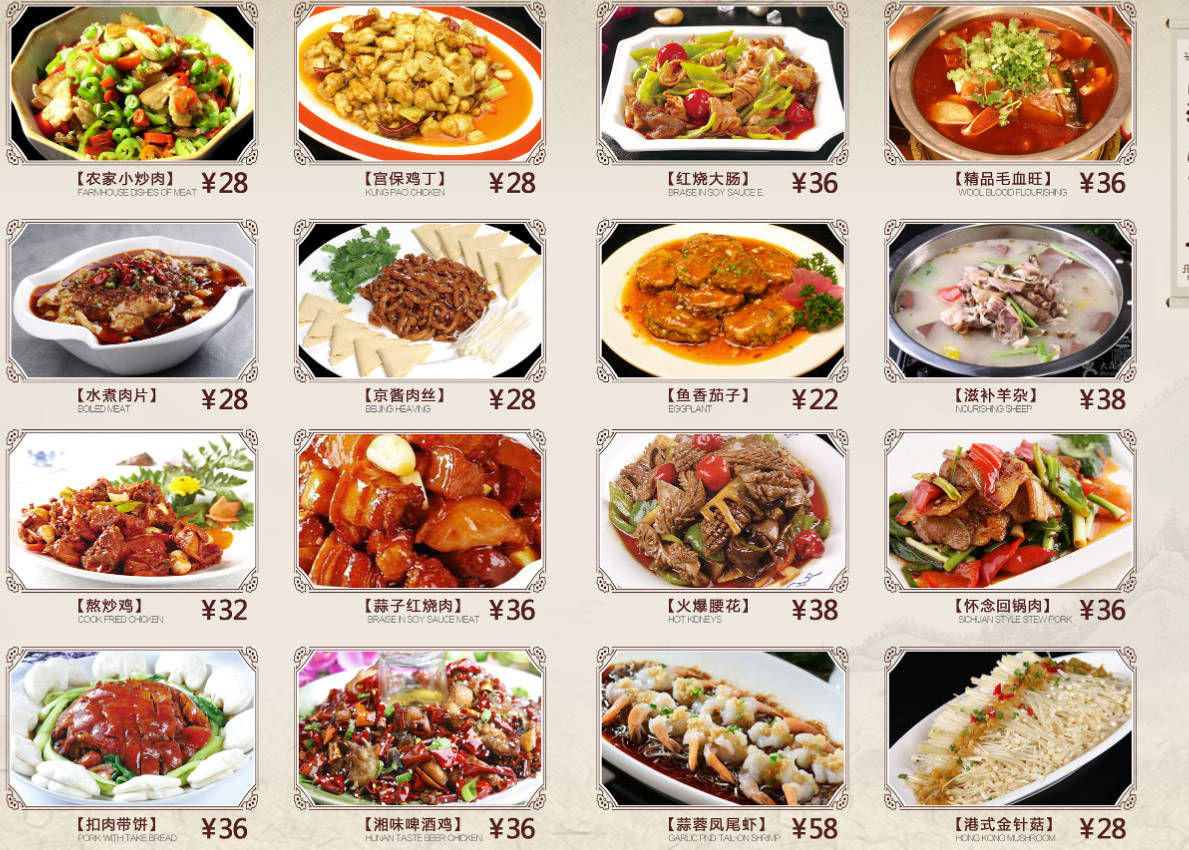 【农家小炒肉】 ¥28
FARMHOUSE DISHES OF MEAT
【宫保鸡丁】 ¥28
KUNG PAO CHICKEN
【红烧大肠】 ¥36
BRAISE IN SOY SAUCE E.
【精品毛血旺】 ¥36
WOOL BLOOD FLOURISHING
【水煮肉片】 ¥28
BOILED MEAT
【京酱肉丝】 ¥28
BEIJING HEAVING
【鱼香茄子】 ¥22
EGGPLANT
【滋补羊杂】 ¥38
NOURISHING SHEEP
【熬炒鸡】 ¥32
COOK FRIED CHICKEN
【蒜子红烧肉】 ¥36
BRAISE IN SOY SAUCE MEAT
【火爆腰花】 ¥38
HOT KIDNEYS
【怀念回锅肉】 ¥36
SICHUAN STYLE STEW PORK
【扣肉带饼】 ¥36
PORK WITH TAKE BREAD
【湘味啤酒鸡】 ¥36
HUNAN TASTE BEER CHICKEN
【蒜蓉凤尾虾】 ¥58
GARLIC PND TAIL-ON SHRIMP
【港式金针菇】 ¥28
HONG KONG MUSHROOM